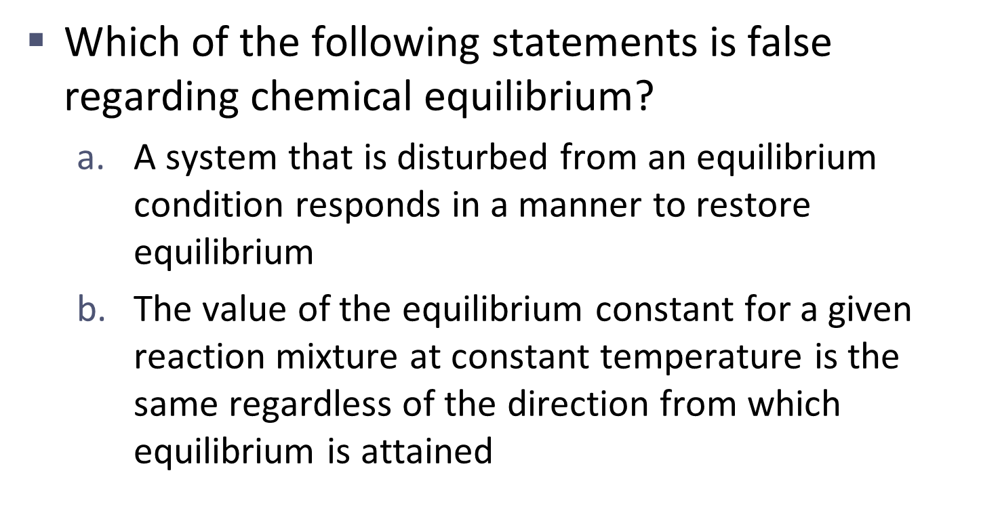 ▪ Which of the following statements is false
regarding chemical equilibrium?
a. A system that is disturbed from an equilibrium
condition responds in a manner to restore
equilibrium
b. The value of the equilibrium constant for a given
reaction mixture at constant temperature is the
same regardless of the direction from which
equilibrium is attained